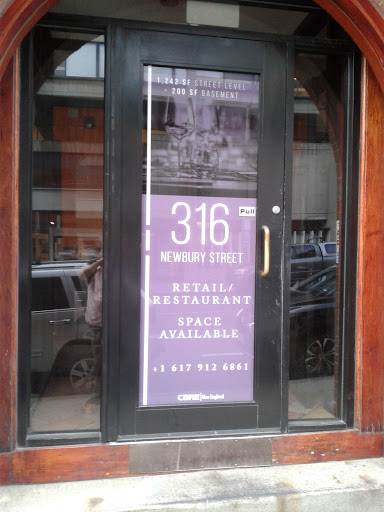 1,242 SF STREET LEVEL
- 200 SF BASEMENT
316
Pull
NEWBURY STREET
RETAIL/
RESTAURANT
SPACE
AVAILABLE
+1 617 912 6861
CBRE New England